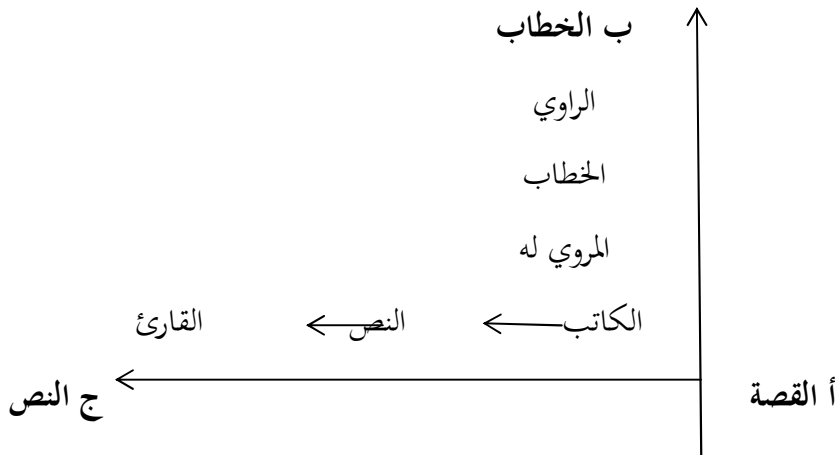 ب الخطاب
الراوي
الخطاب
المروي له
الكاتب النص القارئ
أ القصة
ج النص